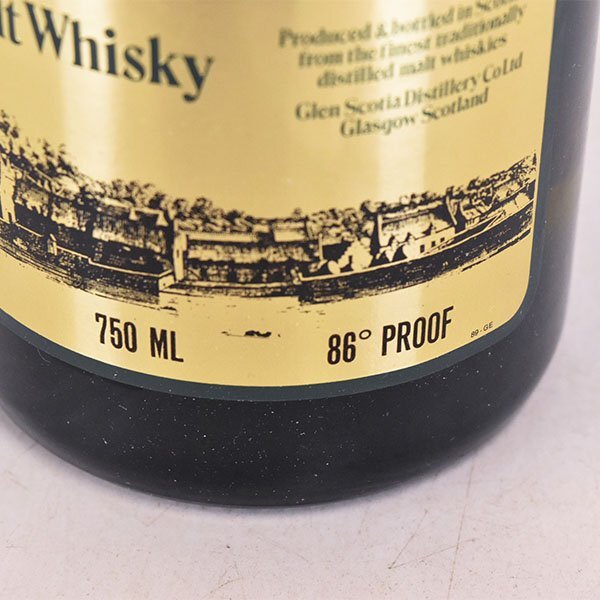 lt Whisky
Produced & bottled in Scot
from the finest traditionally
distilled malt whiskies
Glen Scotia Distillery Co Ltd
Glasgow Scotland
750 ML
86° PROOF
89-GE